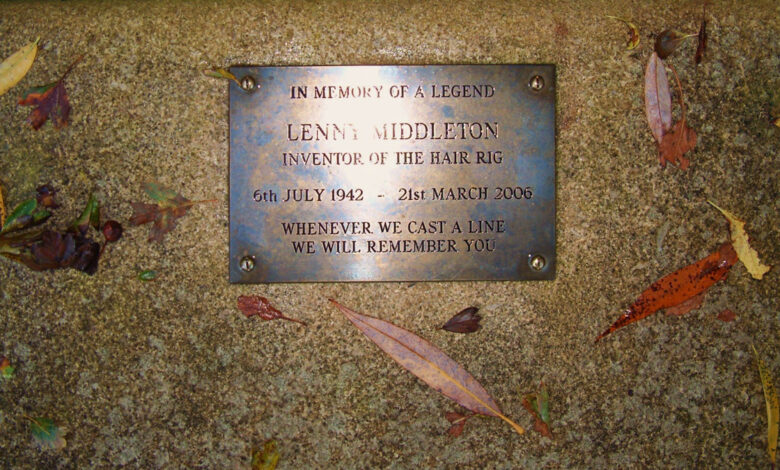 IN MEMORY OF A LEGEND
LENNY MIDDLETON
INVENTOR OF THE HAIR RIG
6th JULY 1942 - 21st MARCH 2006
WHENEVER WE CAST A LINE
WE WILL REMEMBER YOU